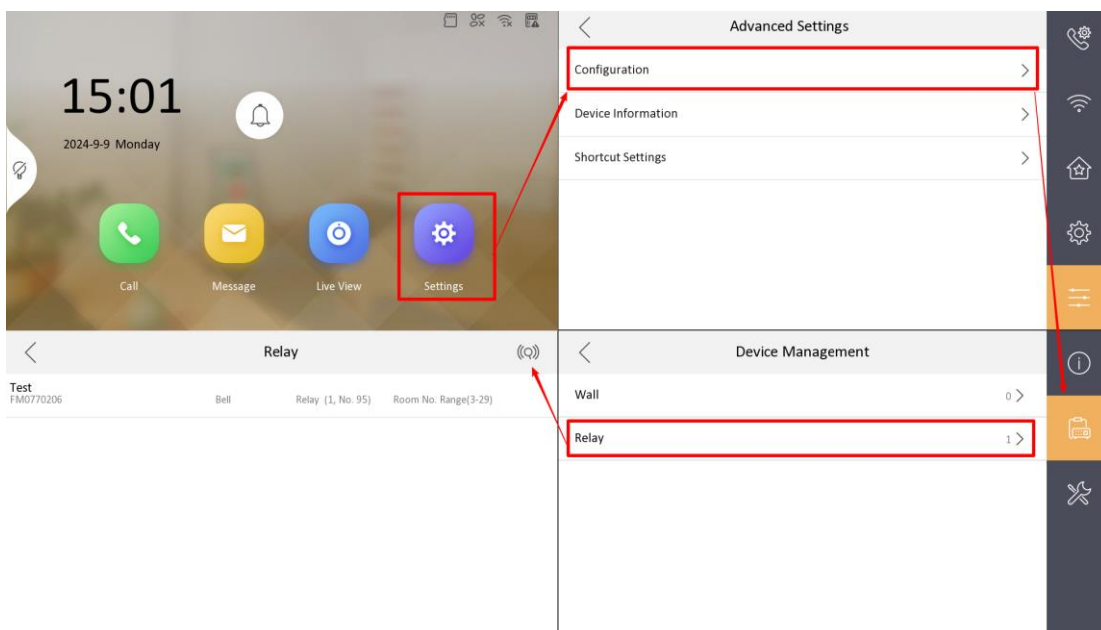 15:01
2024-9-9 Monday
Call Message Live View Settings
Advanced Settings
Configuration
Device Information
Shortcut Settings
Relay
Test
FM0770206 Bell Relay (1, No. 95) Room No. Range(3-29)
Device Management
Wall 0
Relay 1